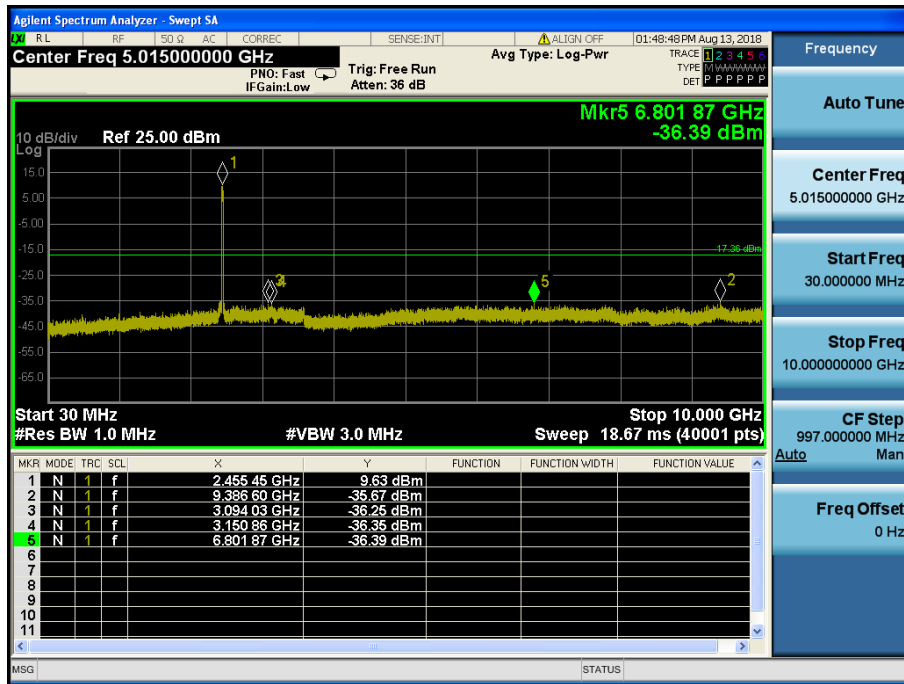 Agilent Spectrum Analyzer - Swept SA
LXI RL RF 50 Ω AC CORREC SENSE:INT ALIGN OFF 01:48:48 PM Aug 13, 2018
Center Freq 5.015000000 GHz
PNO: Fast
IFGain:Low
Trig: Free Run
Atten: 36 dB
Avg Type: Log-Pwr
TRACE 1 2 3 4 5 6
TYPE M WWWWW
DET P P P P P P
Mkr5 6.801 87 GHz
-36.39 dBm
10 dB/div Ref 25.00 dBm
Log
15.0
5.00
-5.00
-15.0
-25.0
-35.0
-45.0
-55.0
-65.0
1
-17.36 dBm
5
2
Start 30 MHz Stop 10.000 GHz
#Res BW 1.0 MHz #VBW 3.0 MHz Sweep 18.67 ms (40001 pts)
MKR MODE TRC SCL X Y FUNCTION FUNCTION WIDTH FUNCTION VALUE
1 N 1 f 2.455 45 GHz 9.63 dBm
2 N 1 f 9.386 60 GHz -35.67 dBm
3 N 1 f 3.094 03 GHz -36.25 dBm
4 N 1 f 3.150 86 GHz -36.35 dBm
5 N 1 f 6.801 87 GHz -36.39 dBm
6
7
8
9
10
11
MSG STATUS
Frequency
Auto Tune
Center Freq
5.015000000 GHz
Start Freq
30.000000 MHz
Stop Freq
10.000000000 GHz
CF Step
997.000000 MHz
Auto Man
Freq Offset
0 Hz